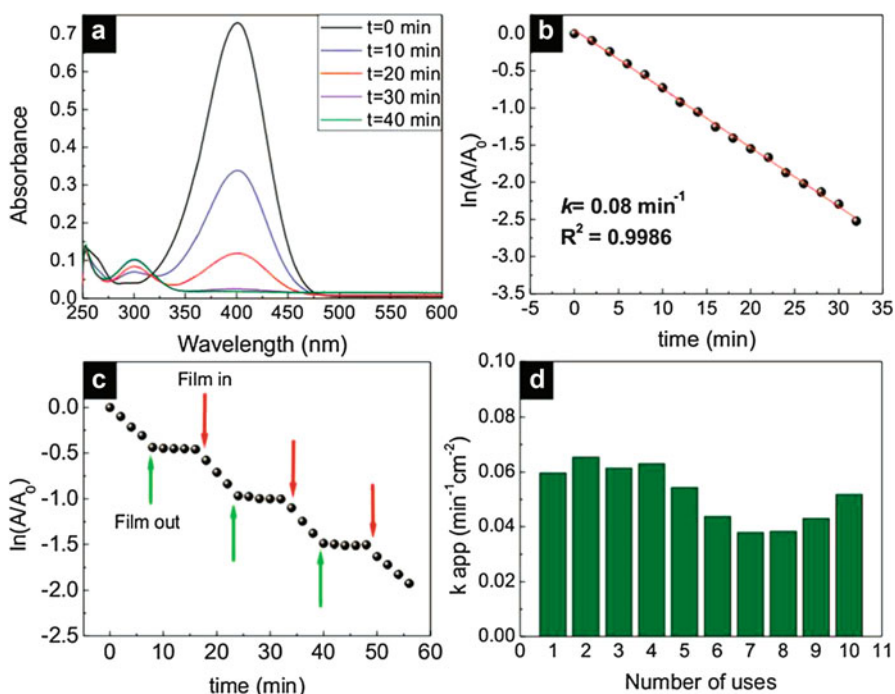 a
t=0 min
t=10 min
t=20 min
t=30 min
t=40 min
0.7
0.6
0.5
0.4
0.3
0.2
0.1
0.0
Absorbance
250 300 350 400 450 500 550 600
Wavelength (nm)
b
0.0
-0.5
-1.0
-1.5
-2.0
-2.5
-3.0
-3.5
ln(A/A₀)
k= 0.08 min⁻¹
R² = 0.9986
-5 0 5 10 15 20 25 30 35
time (min)
c
Film in
Film out
0.0
-0.5
-1.0
-1.5
-2.0
-2.5
ln(A/A₀)
0 10 20 30 40 50 60
time (min)
d
0.10
0.08
0.06
0.04
0.02
0.00
k app (min⁻¹cm⁻²)
0 1 2 3 4 5 6 7 8 9 10 11
Number of uses